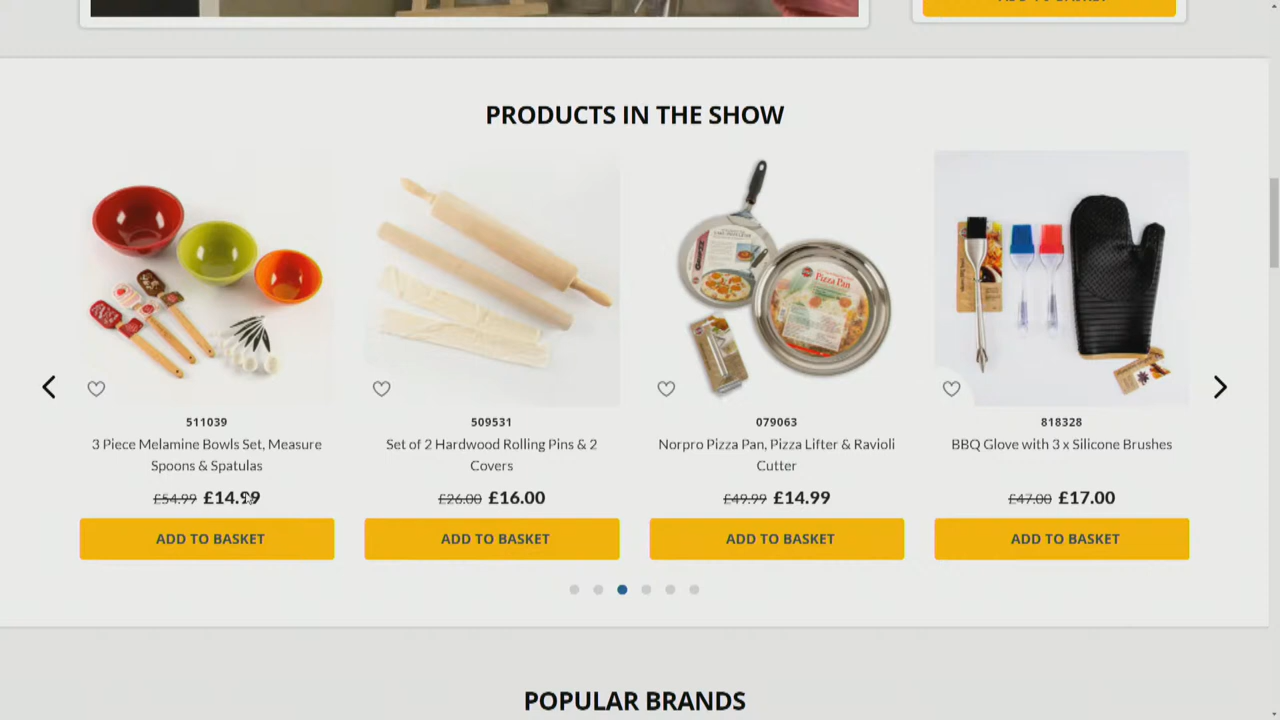 PRODUCTS IN THE SHOW
Pizza Pan
511039
3 Piece Melamine Bowls Set, Measure
Spoons & Spatulas
£54.99 £14.99
ADD TO BASKET
509531
Set of 2 Hardwood Rolling Pins & 2
Covers
£26.00 £16.00
ADD TO BASKET
079063
Norpro Pizza Pan, Pizza Lifter & Ravioli
Cutter
£49.99 £14.99
ADD TO BASKET
818328
BBQ Glove with 3 x Silicone Brushes
£47.00 £17.00
ADD TO BASKET
POPULAR BRANDS